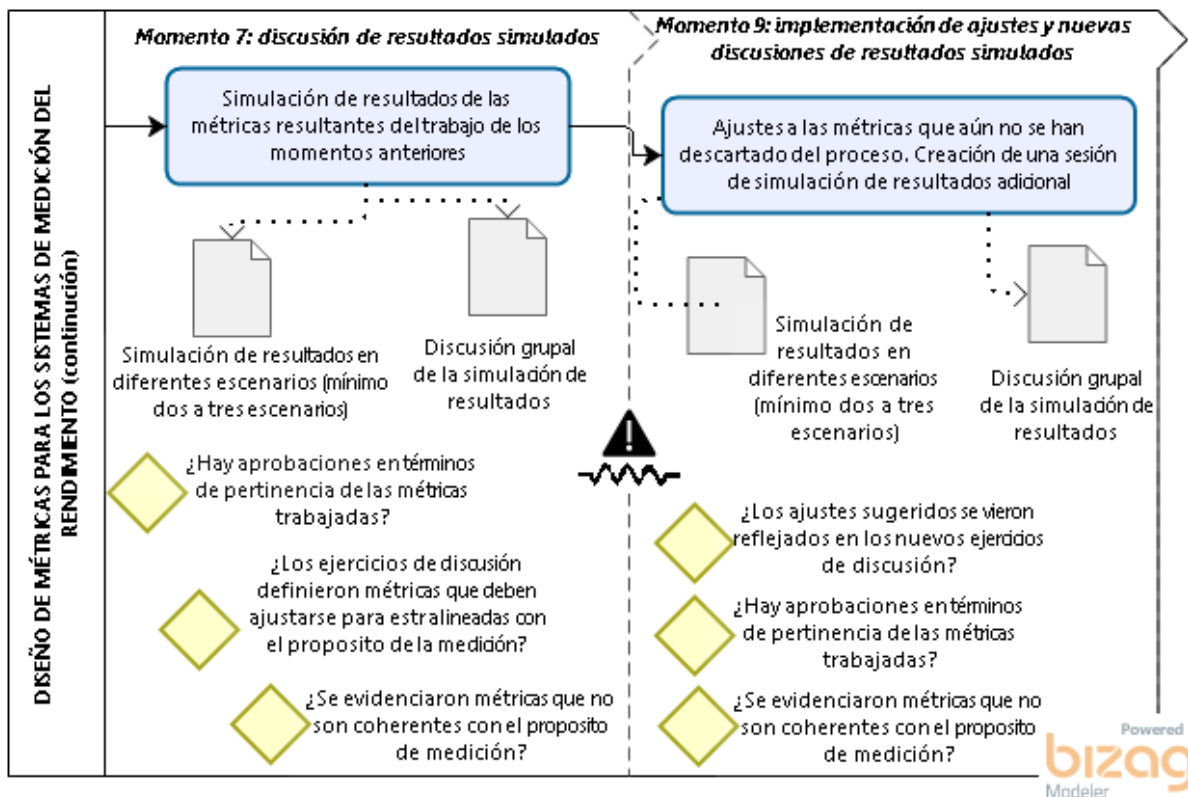 DISEÑO DE MÉTRICAS PARA LOS SISTEMAS DE MEDICIÓN DEL
RENDIMIENTO (continución)
Momento 7: discusión de resultados simulados
Simulación de resultados de las
métricas resultantes del trabajo de los
momentos anteriores
Simulación de resultados en
diferentes escenarios (mínimo
dos a tres escenarios)
Discusión grupal
de la simulación de
resultados
¿Hay aprobaciones en términos
de pertinencia de las métricas
trabajadas?
¿Los ejercicios de discusión
definieron métricas que deben
ajustarse para estralineadas con
el proposito de la medición?
¿Se evidenciaron métricas que no
son coherentes con el proposito
de medición?
Momento 9: implementación de ajustes y nuevas
discusiones de resultados simulados
Ajustes a las métricas que aún no se han
descartado del proceso. Creación de una sesión
de simulación de resultados adicional
Simulación de
resultados en
diferentes escenarios
(mínimo dos a tres
escenarios)
Discusión grupal
de la simulación de
resultados
¿Los ajustes sugeridos se vieron
reflejados en los nuevos ejercicios
de discusión?
¿Hay aprobaciones en términos
de pertinencia de las métricas
trabajadas?
¿Se evidenciaron métricas que no
son coherentes con el proposito
de medición?
Powered
bizag
Modeler